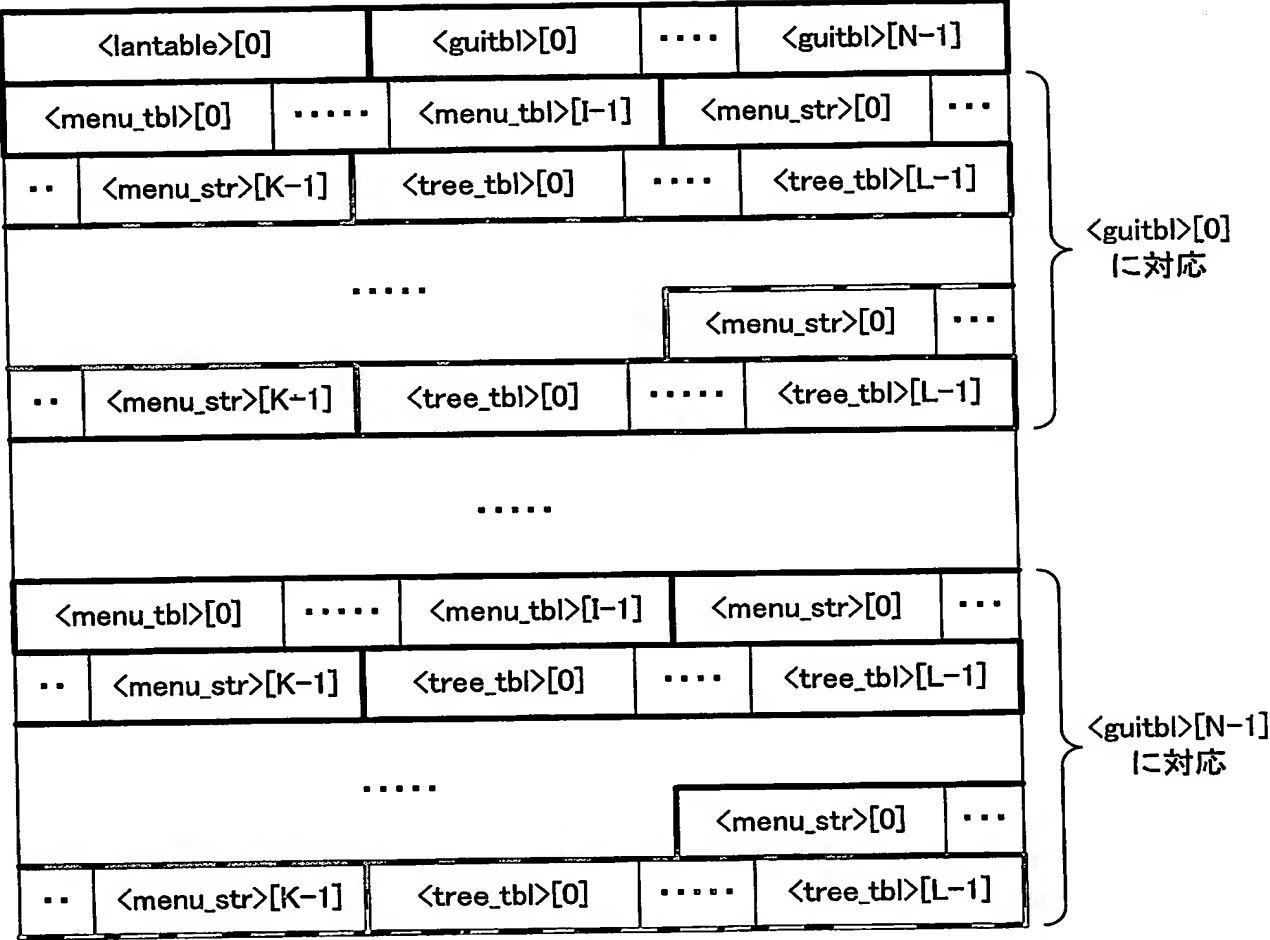 <lantable>[0] <guitbl>[0] ···· <guitbl>[N-1]
<menu_tbl>[0] ····· <menu_tbl>[I-1] <menu_str>[0] ···
·· <menu_str>[K-1] <tree_tbl>[0] ···· <tree_tbl>[L-1]
<guitbl>[0]
に対応
·····
<menu_str>[0] ···
·· <menu_str>[K-1] <tree_tbl>[0] ····· <tree_tbl>[L-1]
·····
<menu_tbl>[0] ····· <menu_tbl>[I-1] <menu_str>[0] ···
·· <menu_str>[K-1] <tree_tbl>[0] ···· <tree_tbl>[L-1]
<guitbl>[N-1]
に対応
·····
<menu_str>[0] ···
·· <menu_str>[K-1] <tree_tbl>[0] ····· <tree_tbl>[L-1]